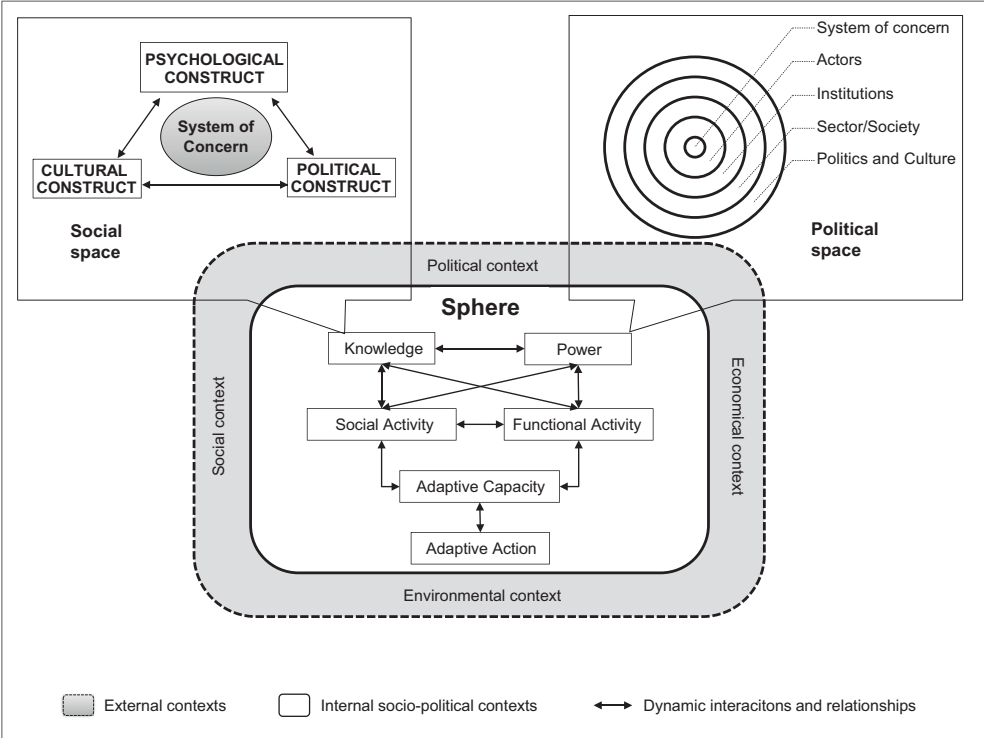 PSYCHOLOGICAL
CONSTRUCT
System of
Concern
CULTURAL
CONSTRUCT
POLITICAL
CONSTRUCT
Social
space
System of concern
Actors
Institutions
Sector/Society
Politics and Culture
Political
space
Political context
Sphere
Knowledge
Power
Social context
Economical context
Social Activity
Functional Activity
Adaptive Capacity
Adaptive Action
Environmental context
External contexts
Internal socio-political contexts
Dynamic interacitons and relationships